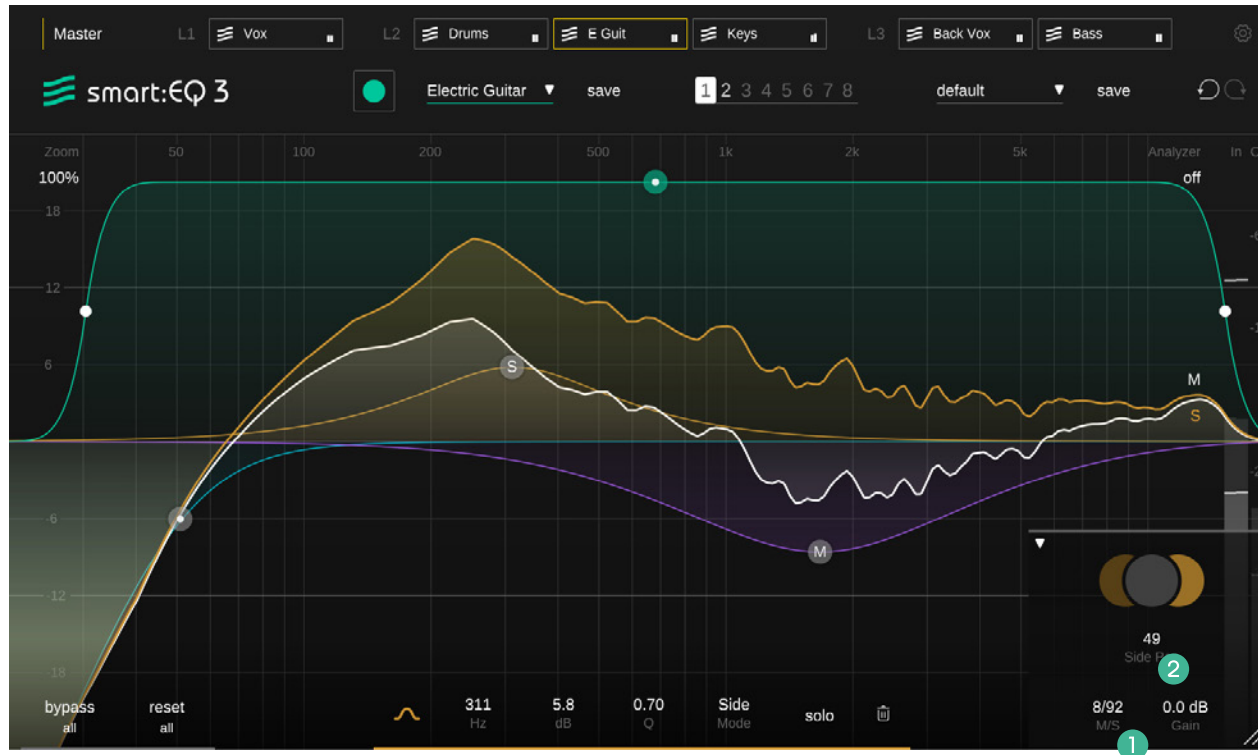 Master L1 Vox L2 Drums E Guit Keys L3 Back Vox Bass
smart:EQ 3 Electric Guitar save 1 2 3 4 5 6 7 8 default save
Zoom 50 100 200 500 1k 2k 5k Analyzer In
100% off
18
12
6
S
M
S
-6
M
-12
49
Side
-18
2
bypass reset 311 5.8 0.70 Side solo 8/92 0.0 dB
all all Hz dB Q Mode M/S Gain
1